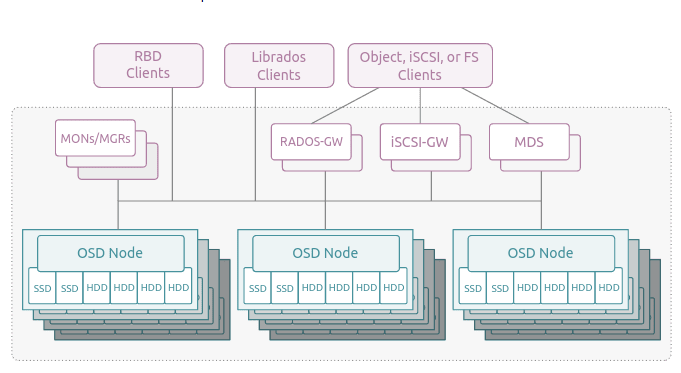 RBD
Clients
Librados
Clients
Object, iSCSI, or FS
Clients
MONs/MGRs
RADOS-GW
iSCSI-GW
MDS
OSD Node
SSD SSD HDD HDD HDD HDD
OSD Node
SSD SSD HDD HDD HDD HDD
OSD Node
SSD SSD HDD HDD HDD HDD